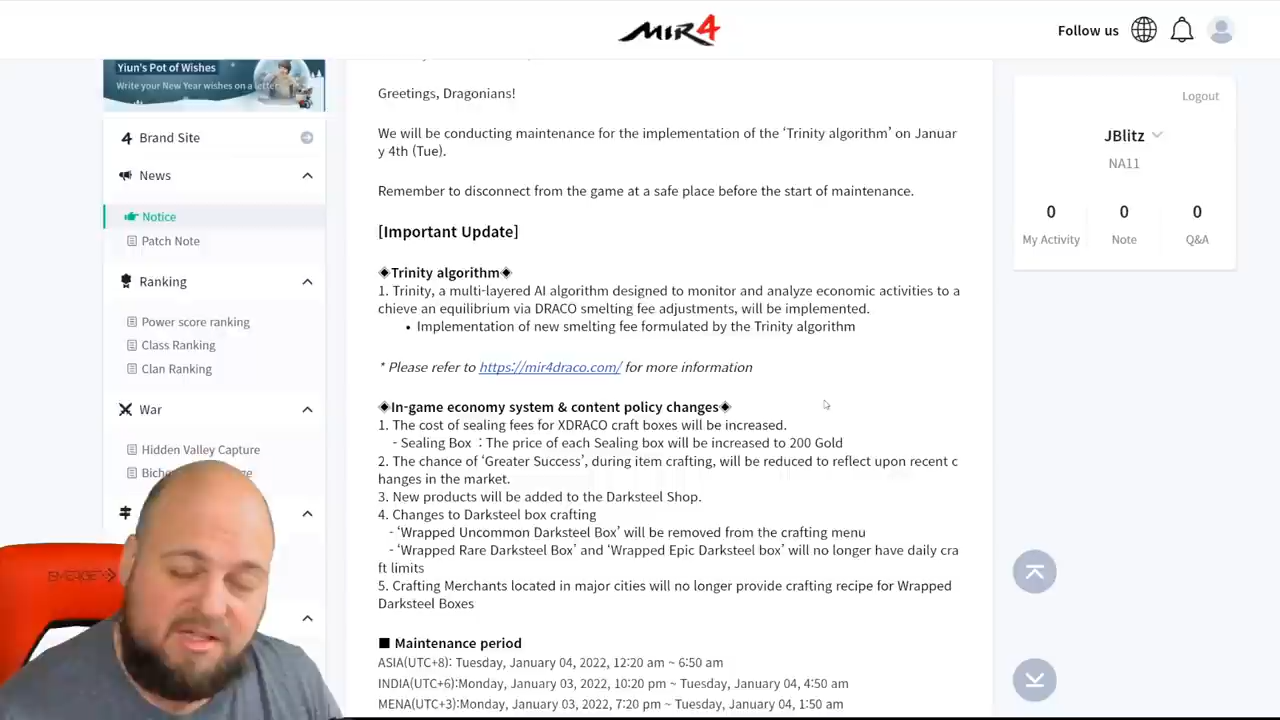 MIR4
Follow us
Yiun's Pot of Wishes
Write your New Year wishes on a letter
4 Brand Site
News
Notice
Patch Note
Ranking
Power score ranking
Class Ranking
Clan Ranking
War
Hidden Valley Capture
Greetings, Dragonians!
We will be conducting maintenance for the implementation of the ‘Trinity algorithm’ on Januar
y 4th (Tue).
Remember to disconnect from the game at a safe place before the start of maintenance.
[Important Update]
◈Trinity algorithm◈
1. Trinity, a multi-layered AI algorithm designed to monitor and analyze economic activities to a
chieve an equilibrium via DRACO smelting fee adjustments, will be implemented.
• Implementation of new smelting fee formulated by the Trinity algorithm
* Please refer to https://mir4draco.com/ for more information
◈In-game economy system & content policy changes◈
1. The cost of sealing fees for XDRACO craft boxes will be increased.
- Sealing Box : The price of each Sealing box will be increased to 200 Gold
2. The chance of ‘Greater Success’, during item crafting, will be reduced to reflect upon recent c
hanges in the market.
3. New products will be added to the Darksteel Shop.
4. Changes to Darksteel box crafting
- ‘Wrapped Uncommon Darksteel Box’ will be removed from the crafting menu
- ‘Wrapped Rare Darksteel Box’ and ‘Wrapped Epic Darksteel box’ will no longer have daily cra
ft limits
5. Crafting Merchants located in major cities will no longer provide crafting recipe for Wrapped
Darksteel Boxes
■ Maintenance period
ASIA(UTC+8): Tuesday, January 04, 2022, 12:20 am ~ 6:50 am
INDIA(UTC+6):Monday, January 03, 2022, 10:20 pm ~ Tuesday, January 04, 4:50 am
MENA(UTC+3):Monday, January 03, 2022, 7:20 pm ~ Tuesday, January 04, 1:50 am
Logout
JBlitz
NA11
0 0 0
My Activity Note Q&A